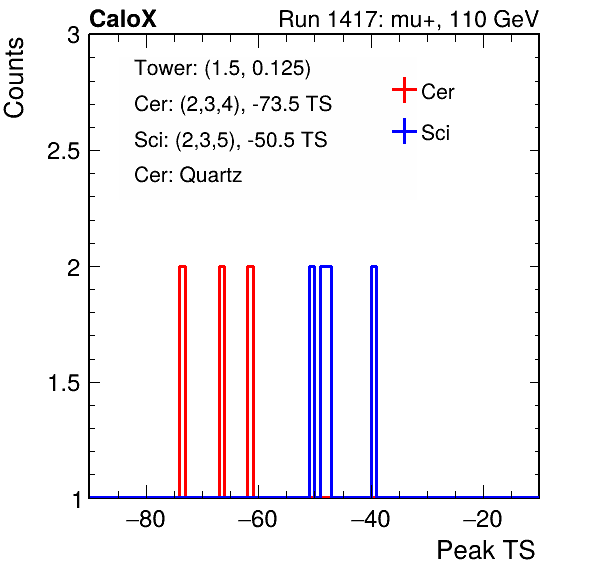 CaloX Run 1417: mu+, 110 GeV
Counts
3
2.5
2
1.5
1
Tower: (1.5, 0.125)
Cer: (2,3,4), -73.5 TS
Sci: (2,3,5), -50.5 TS
Cer: Quartz
Cer
Sci
−80 −60 −40 −20
Peak TS